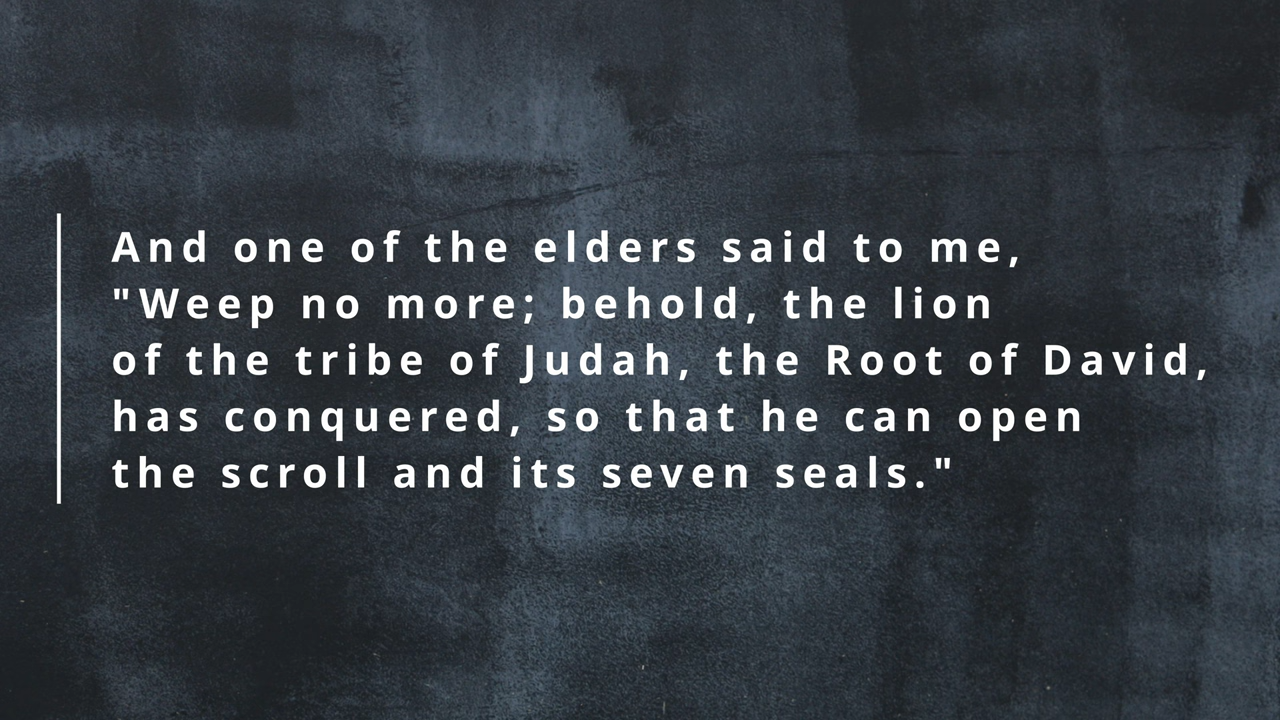 And one of the elders said to me,
"Weep no more; behold, the lion
of the tribe of Judah, the Root of David,
has conquered, so that he can open
the scroll and its seven seals."